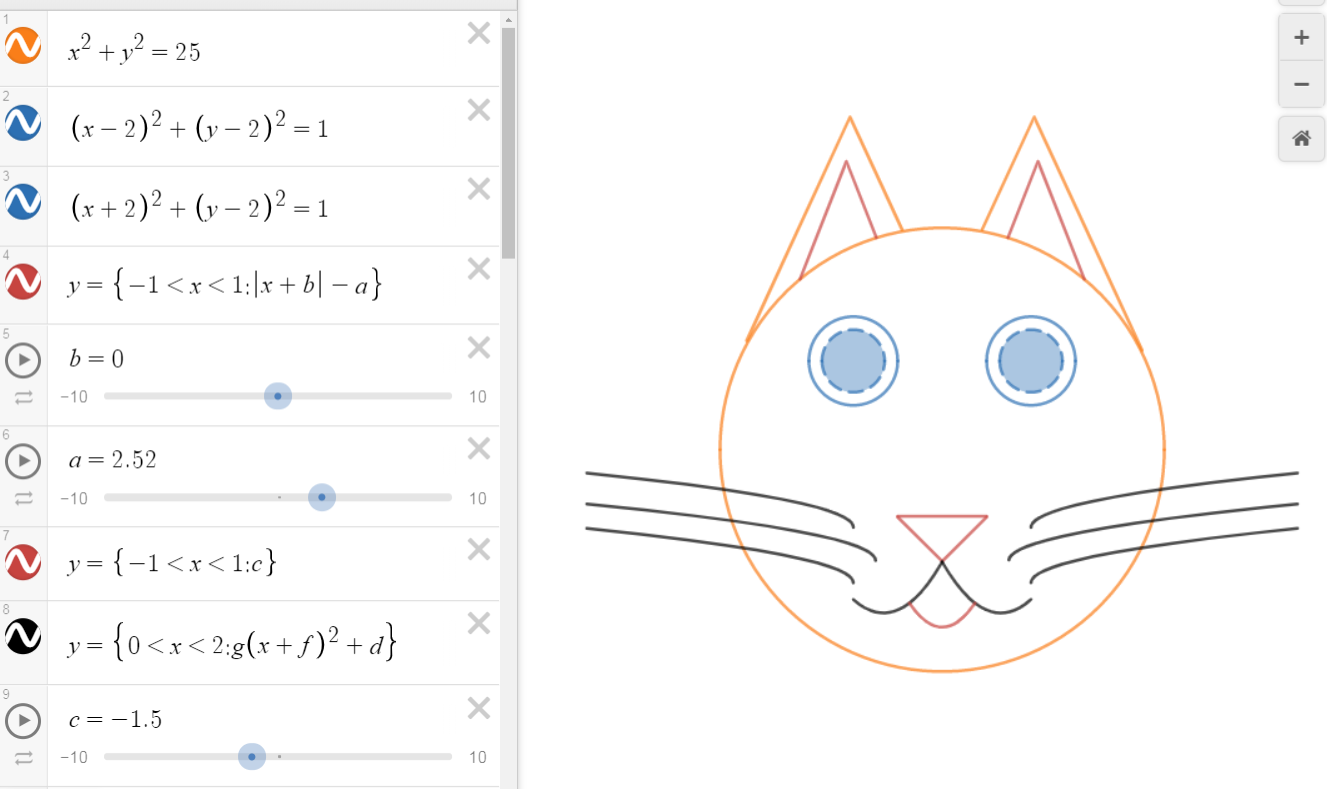 1
x² + y² = 25
2
(x − 2)² + (y − 2)² = 1
3
(x + 2)² + (y − 2)² = 1
4
y = {−1 < x < 1: |x + b| − a}
5
b = 0
−10 10
6
a = 2.52
−10 10
7
y = {−1 < x < 1: c}
8
y = {0 < x < 2: g(x + f)² + d}
9
c = −1.5
−10 10